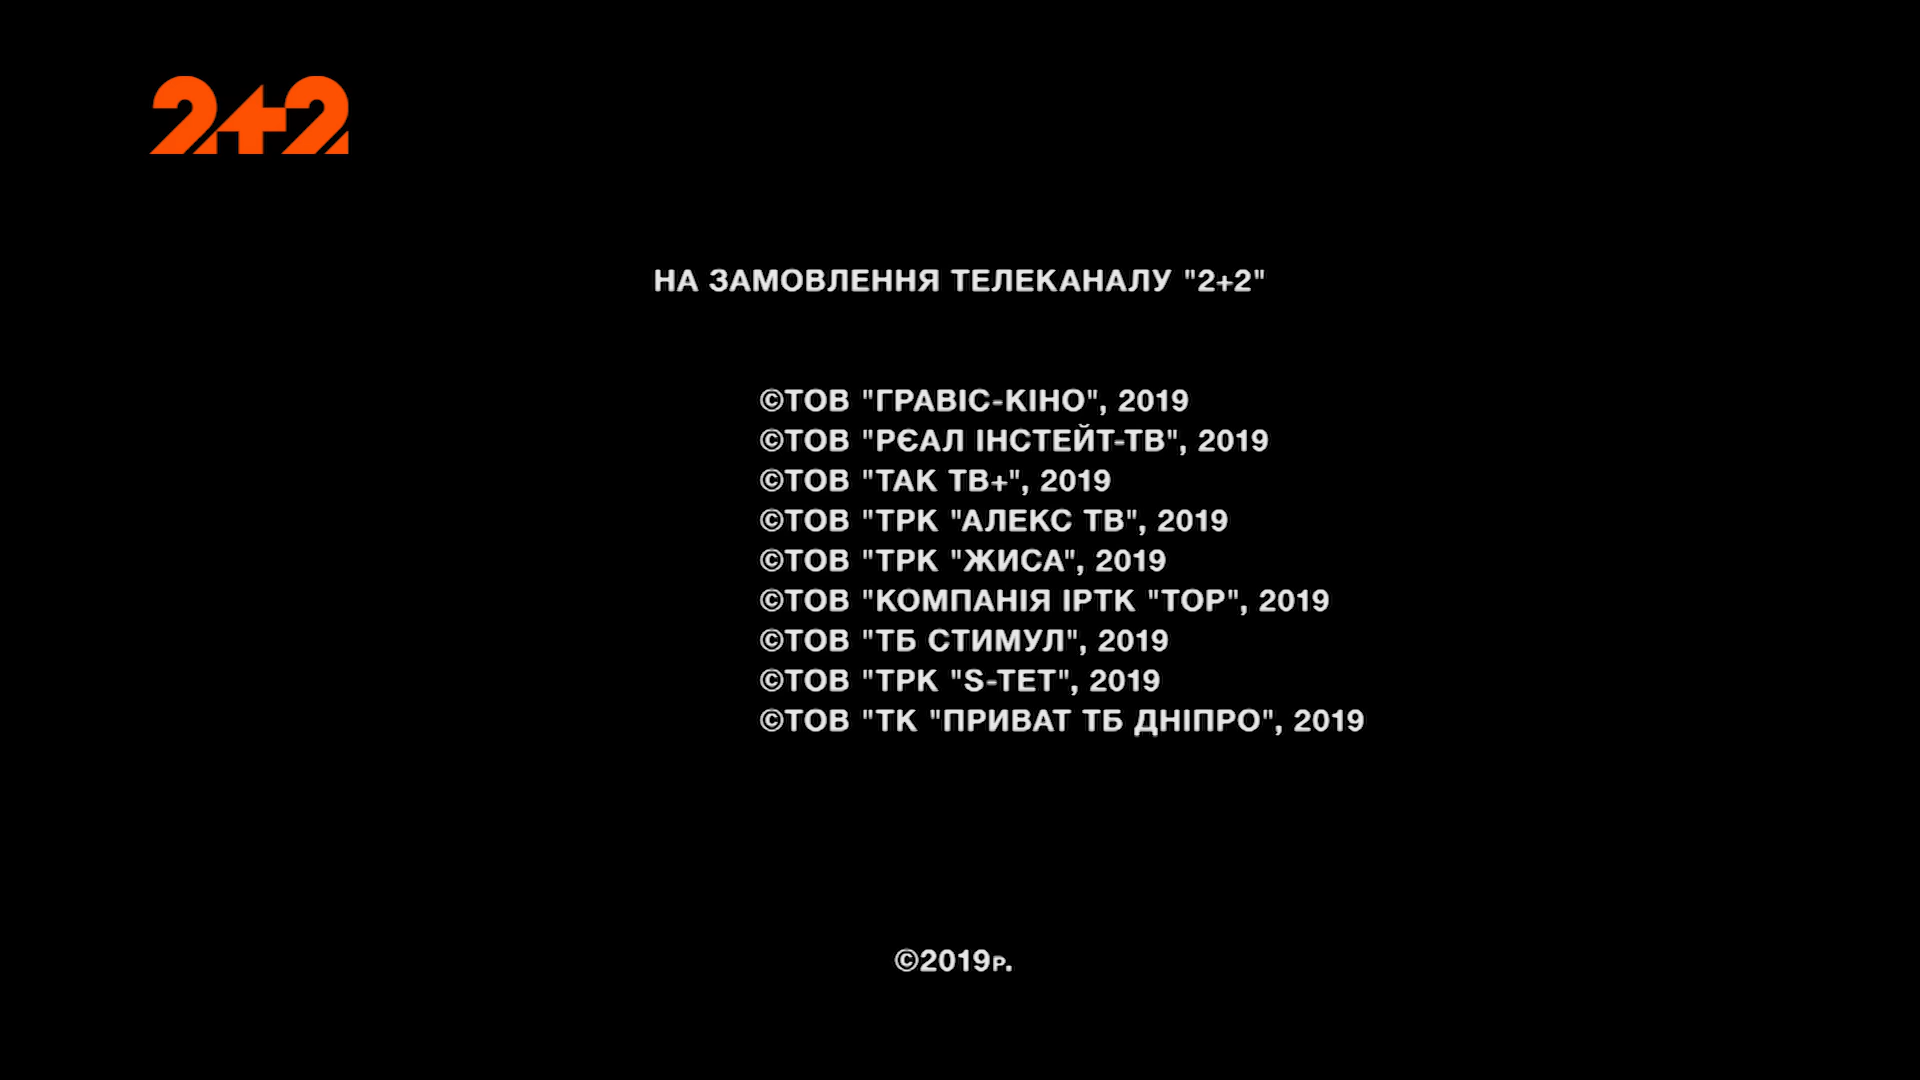 2+2
НА ЗАМОВЛЕННЯ ТЕЛЕКАНАЛУ "2+2"
©ТОВ "ГРАВІС-КІНО", 2019
©ТОВ "РЄАЛ ІНСТЕЙТ-ТВ", 2019
©ТОВ "ТАК ТВ+", 2019
©ТОВ "ТРК "АЛЕКС ТВ", 2019
©ТОВ "ТРК "ЖИСА", 2019
©ТОВ "КОМПАНІЯ ІРТК "ТОР", 2019
©ТОВ "ТБ СТИМУЛ", 2019
©ТОВ "ТРК "S-ТЕТ", 2019
©ТОВ "ТК "ПРИВАТ ТБ ДНІПРО", 2019
©2019р.